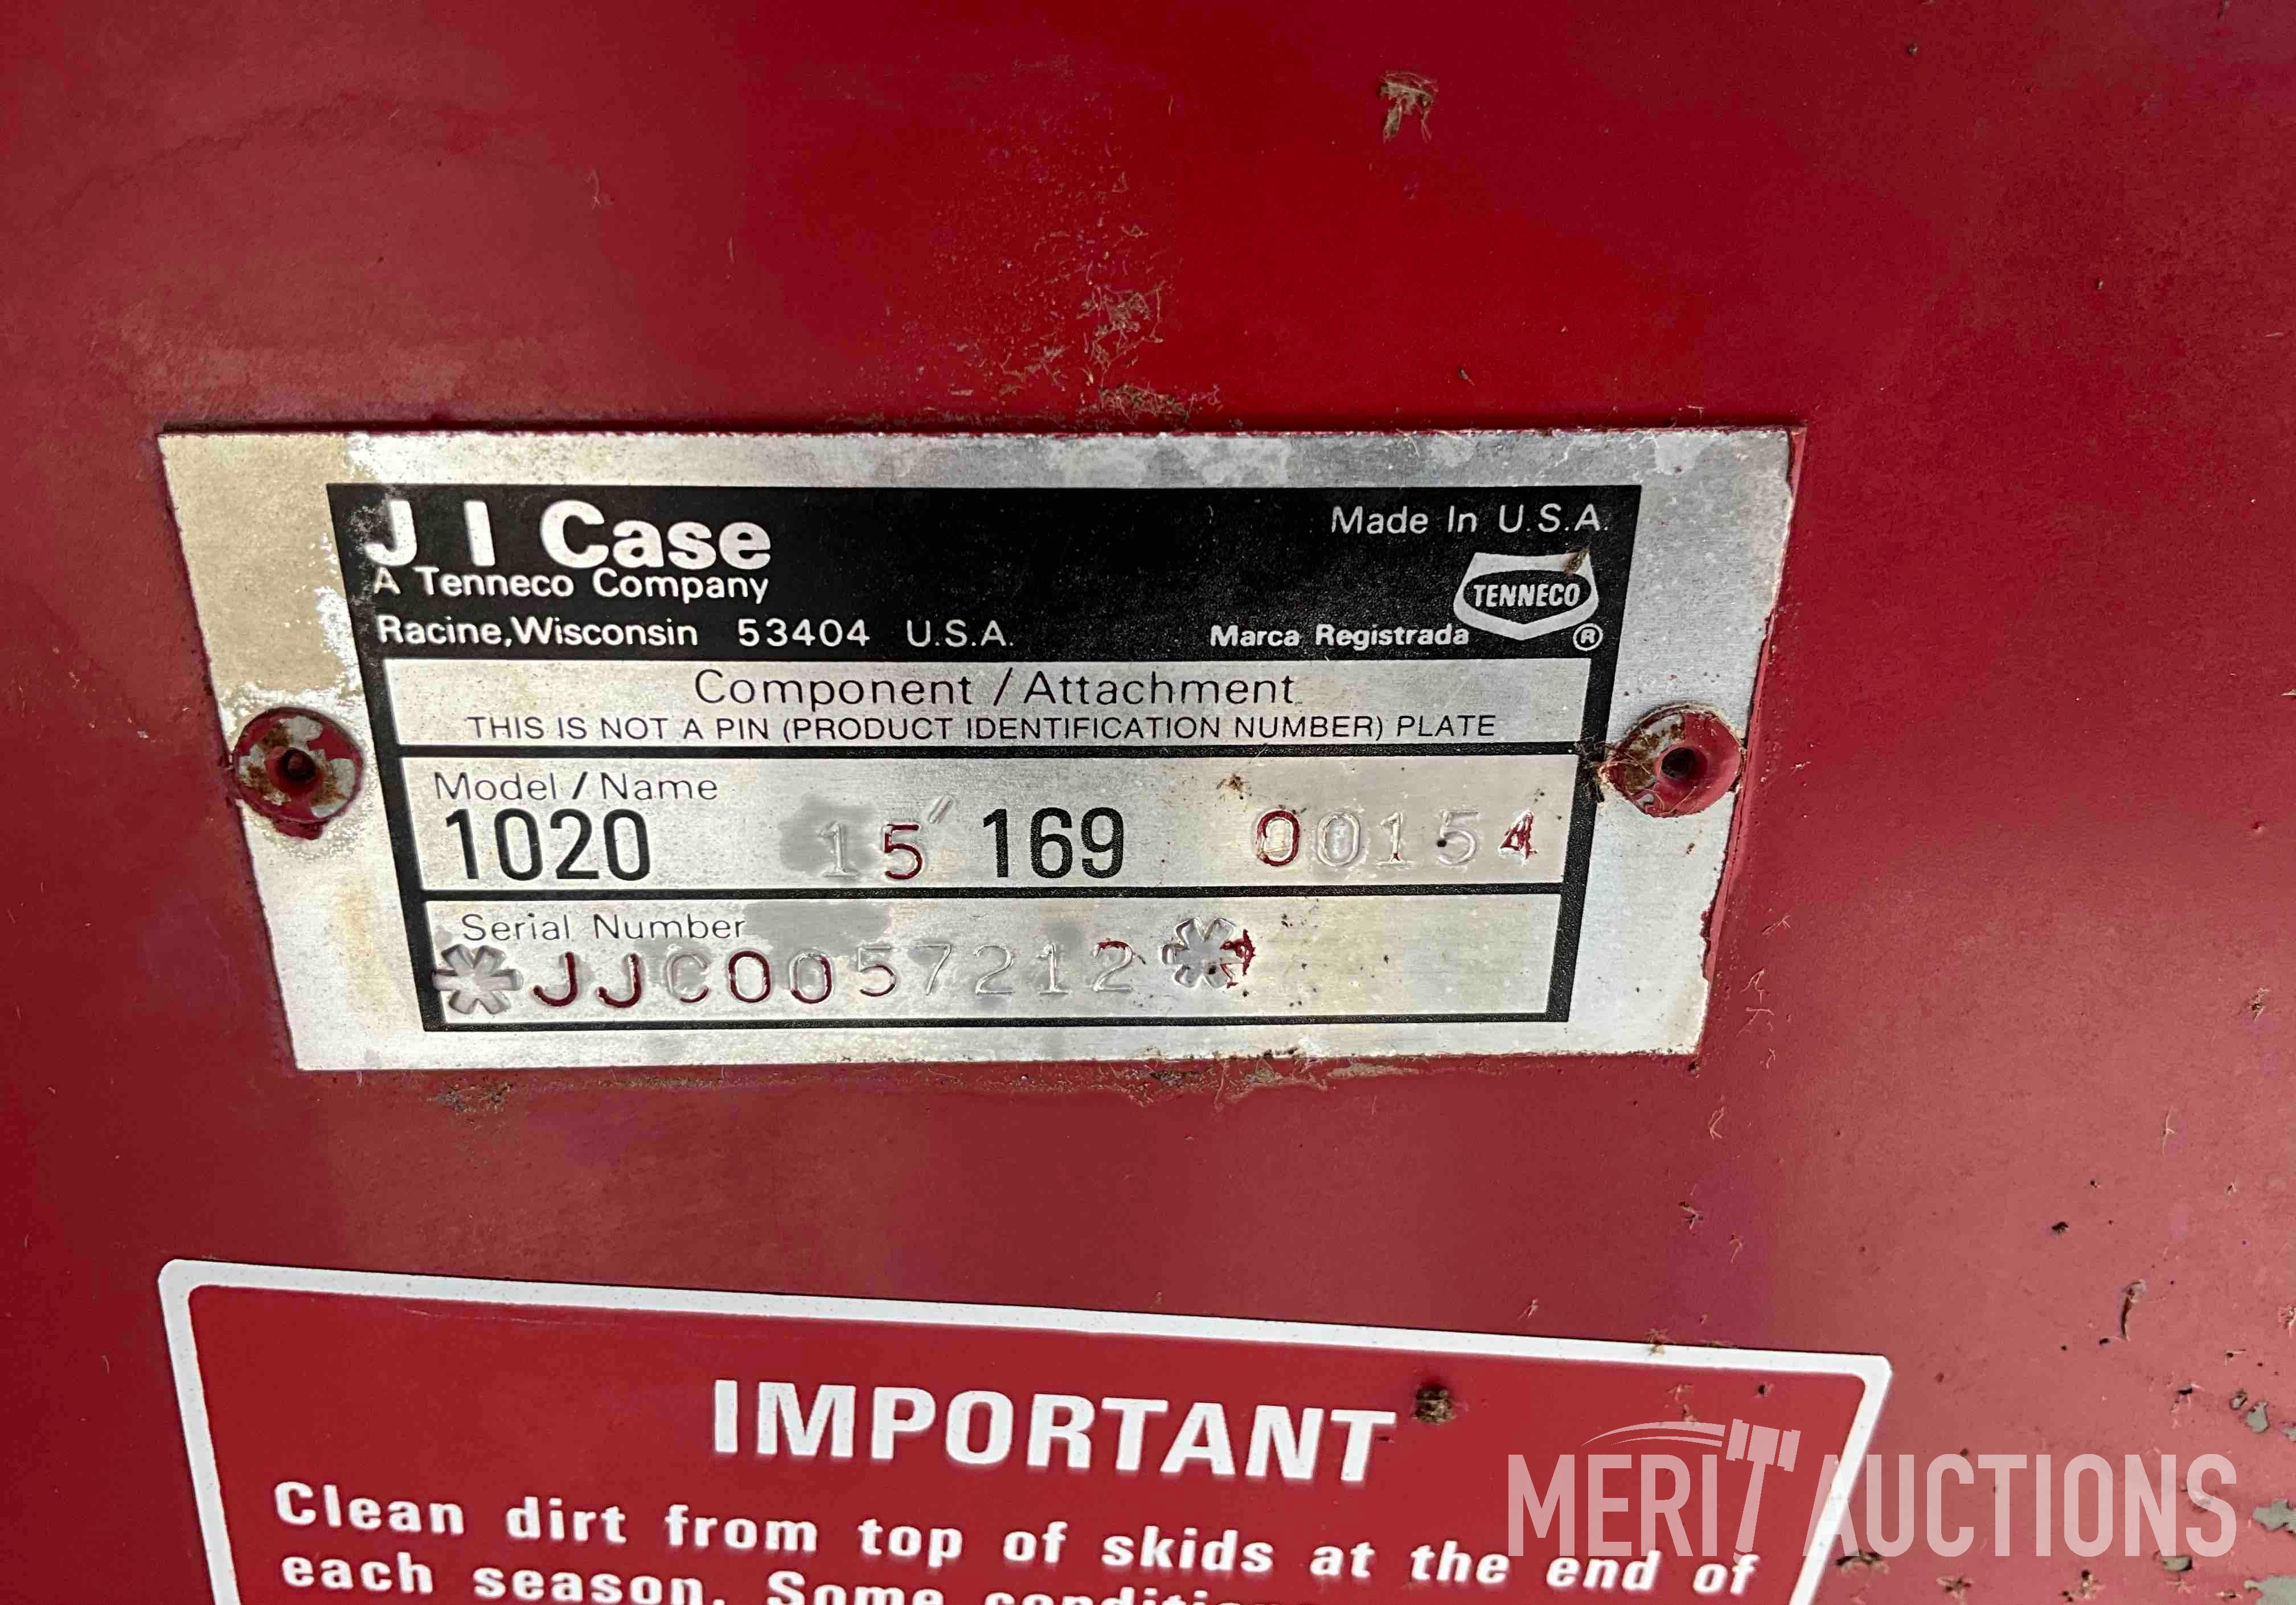 J I Case
A Tenneco Company
Racine,Wisconsin 53404 U.S.A.
Made In U.S.A.
TENNECO
Marca Registrada ®
Component / Attachment
THIS IS NOT A PIN (PRODUCT IDENTIFICATION NUMBER) PLATE
Model / Name
1020 15' 169 00154
Serial Number
*JJC0057212*
IMPORTANT
Clean dirt from top of skids at the end of
each season. Some
MERIT AUCTIONS